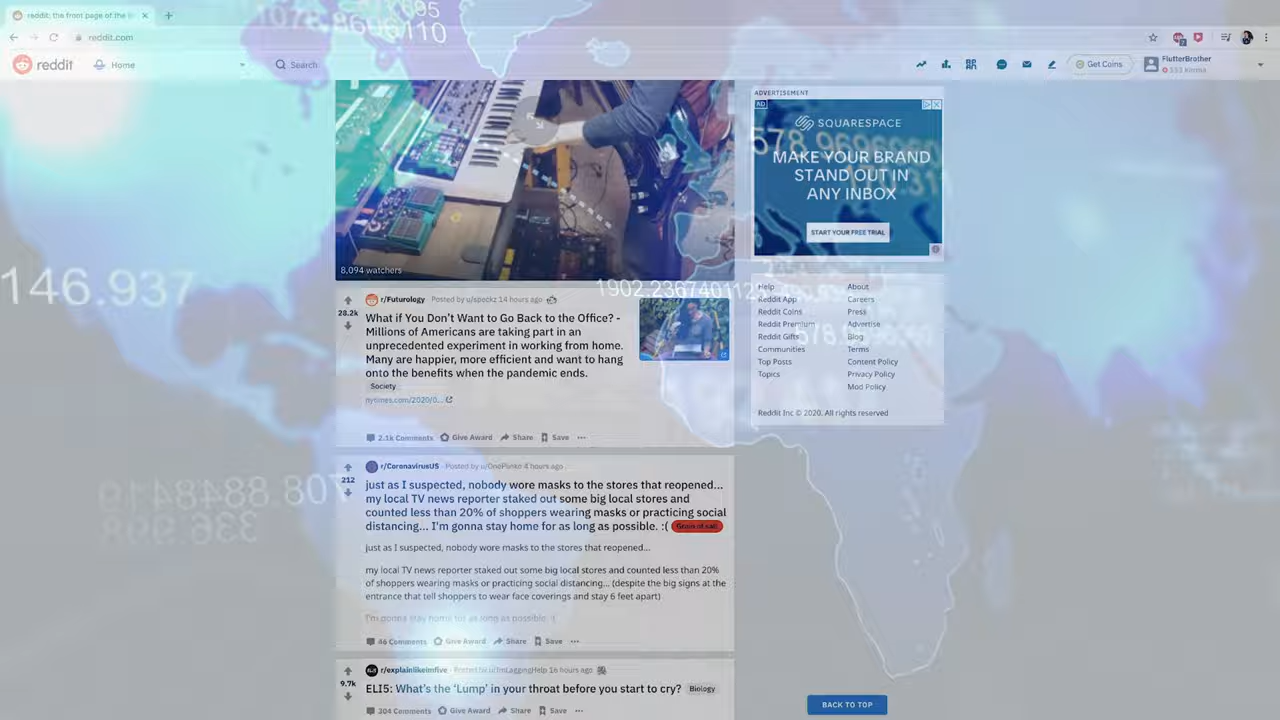 reddit: the front page of the in
reddit.com
reddit
Home
Search
Get Coins
FlutterBrother
553 Karma
ADVERTISEMENT
AD
SQUARESPACE
MAKE YOUR BRAND
STAND OUT IN
ANY INBOX
START YOUR FREE TRIAL
8,094 watchers
146.937
Help
About
Reddit App
Careers
Reddit Coins
Press
Reddit Premium
Advertise
Reddit Gifts
Blog
Communities
Terms
Top Posts
Content Policy
Topics
Privacy Policy
Mod Policy
Reddit Inc © 2020. All rights reserved
28.2k
r/Futurology
Posted by u/speckz 14 hours ago
What if You Don't Want to Go Back to the Office? -
Millions of Americans are taking part in an
unprecedented experiment in working from home.
Many are happier, more efficient and want to hang
onto the benefits when the pandemic ends.
Society
nytimes.com/2020/0...
2.1k Comments
Give Award
Share
Save
212
r/CoronavirusUS
Posted by u/OnePunko 4 hours ago
just as I suspected, nobody wore masks to the stores that reopened...
my local TV news reporter staked out some big local stores and
counted less than 20% of shoppers wearing masks or practicing social
distancing... I'm gonna stay home for as long as possible. :(
Grain of salt
just as I suspected, nobody wore masks to the stores that reopened...
my local TV news reporter staked out some big local stores and counted less than 20%
of shoppers wearing masks or practicing social distancing... (despite the big signs at the
entrance that tell shoppers to wear face coverings and stay 6 feet apart)
I'm gonna stay home for as long as possible. :(
46 Comments
Give Award
Share
Save
9.7k
r/explainlikeimfive
16 hours ago
ELI5: What's the 'Lump' in your throat before you start to cry?
Biology
304 Comments
Give Award
Share
Save
BACK TO TOP